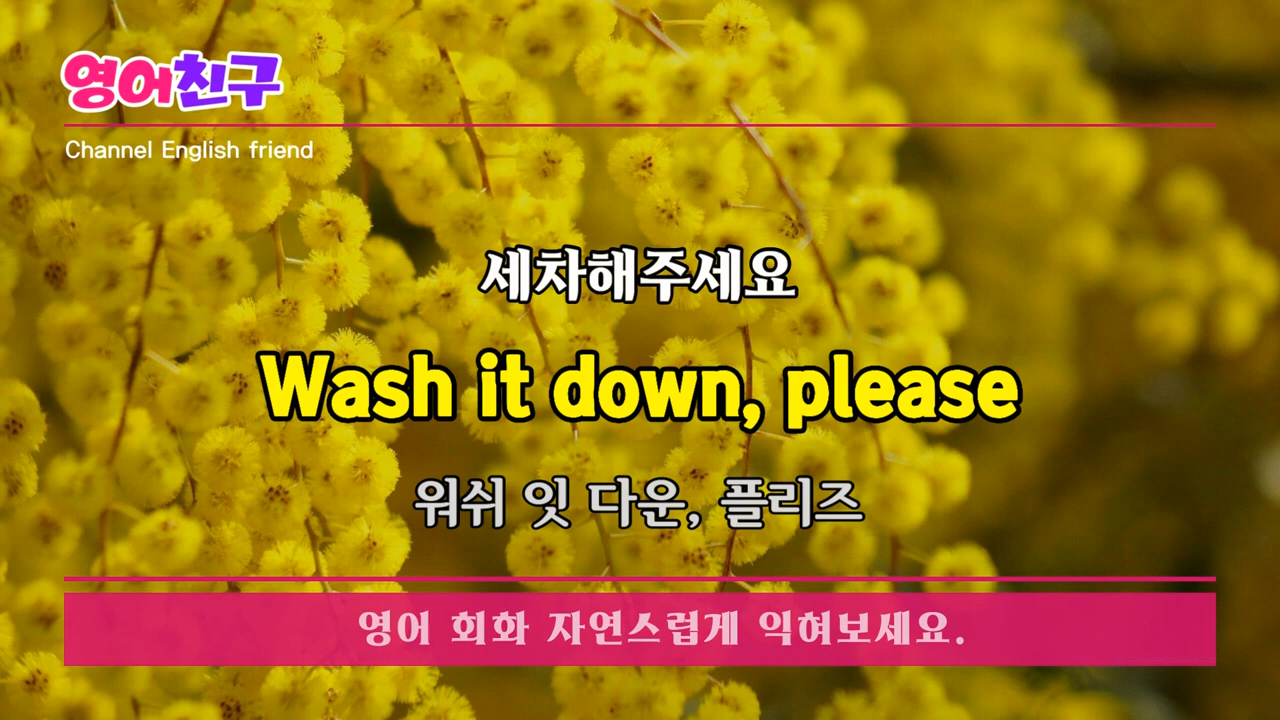 영어친구
Channel English friend
세차해주세요
Wash it down, please
워쉬 잇 다운, 플리즈
영어 회화 자연스럽게 익혀보세요.